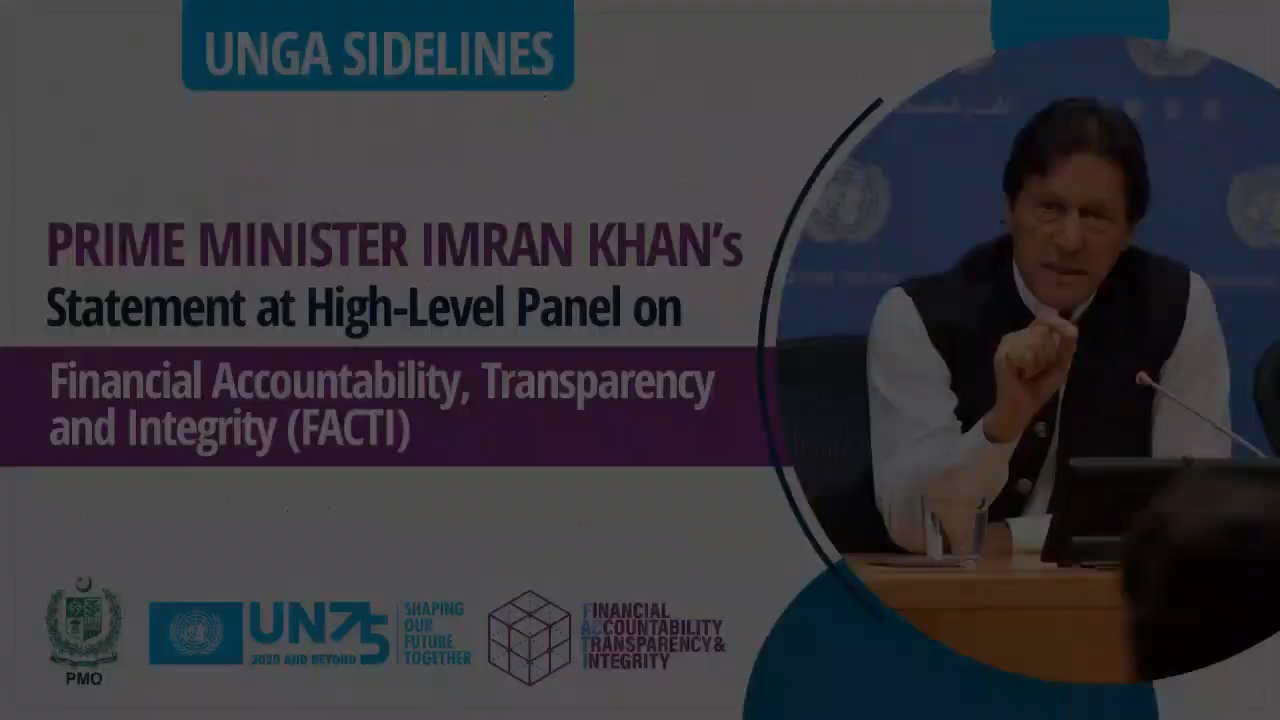 UNGA SIDELINES
PRIME MINISTER IMRAN KHAN's
Statement at High-Level Panel on
Financial Accountability, Transparency
and Integrity (FACTI)
PMO
UN75
2020 AND BEYOND
SHAPING
OUR
FUTURE
TOGETHER
FINANCIAL
ACCOUNTABILITY
TRANSPARENCY&
INTEGRITY